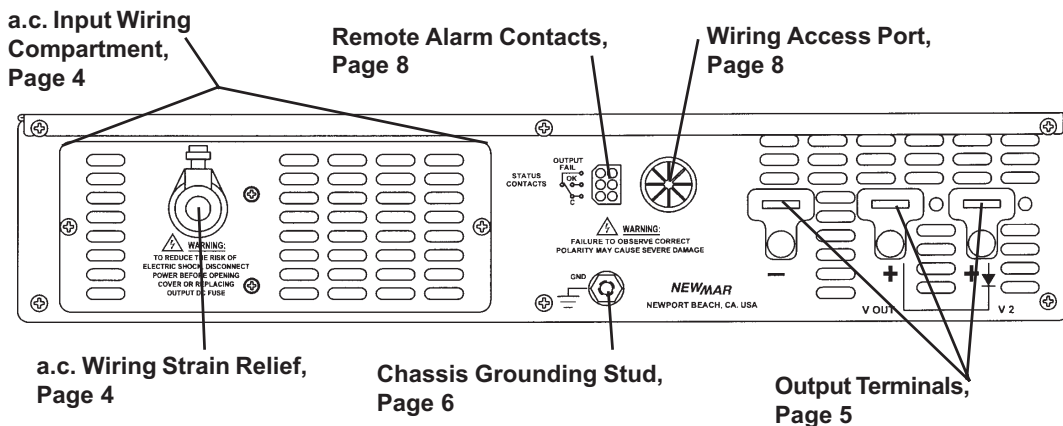 a.c. Input Wiring
Compartment,
Page 4
Remote Alarm Contacts,
Page 8
Wiring Access Port,
Page 8
OUTPUT
FAIL
OK
C
STATUS
CONTACTS
WARNING:
TO REDUCE THE RISK OF
ELECTRIC SHOCK, DISCONNECT
POWER BEFORE OPENING
COVER OR REPLACING
OUTPUT DC FUSE
WARNING:
FAILURE TO OBSERVE CORRECT
POLARITY MAY CAUSE SEVERE DAMAGE
GND
NEWMAR
NEWPORT BEACH, CA. USA
– + +
V OUT V 2
a.c. Wiring Strain Relief,
Page 4
Chassis Grounding Stud,
Page 6
Output Terminals,
Page 5